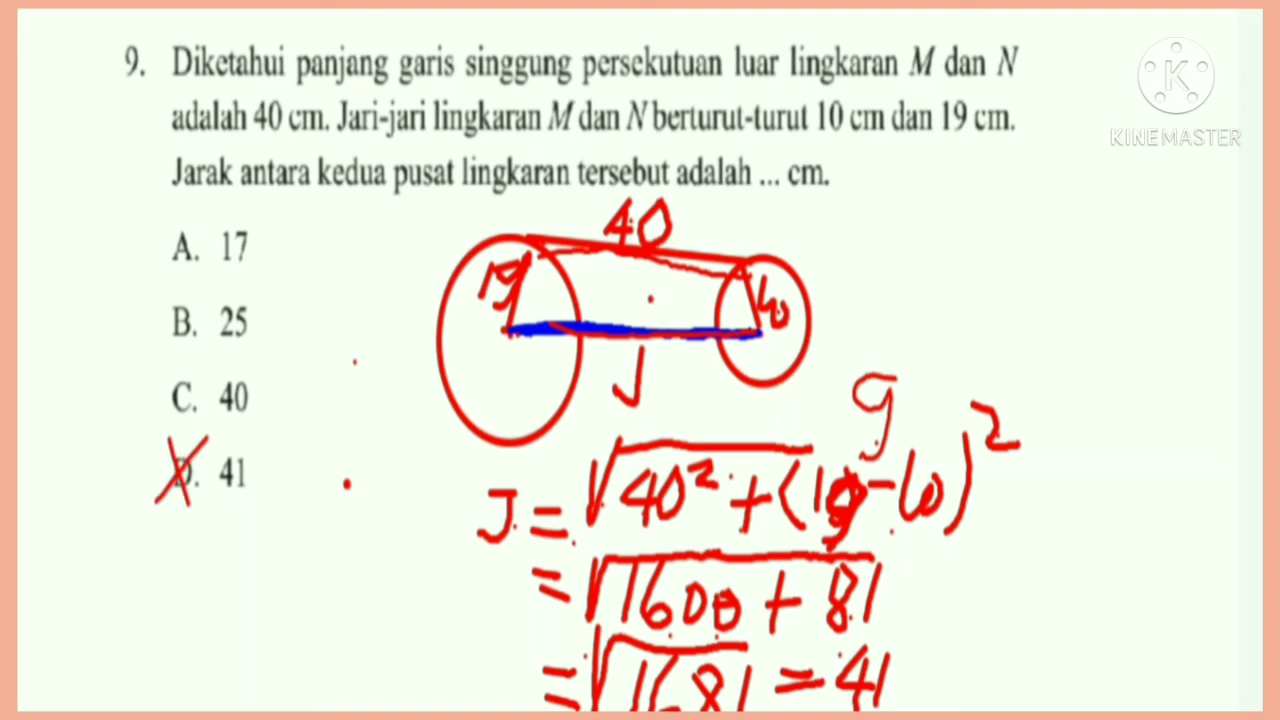 9. Diketahui panjang garis singgung persekutuan luar lingkaran M dan N
adalah 40 cm. Jari-jari lingkaran M dan N berturut-turut 10 cm dan 19 cm.
Jarak antara kedua pusat lingkaran tersebut adalah ... cm.
A. 17
B. 25
C. 40
D. 41
KINEMASTER
K
40
19
10
J
9
J = √40² + (19-10)²
= √1600 + 81
= √1681 = 41